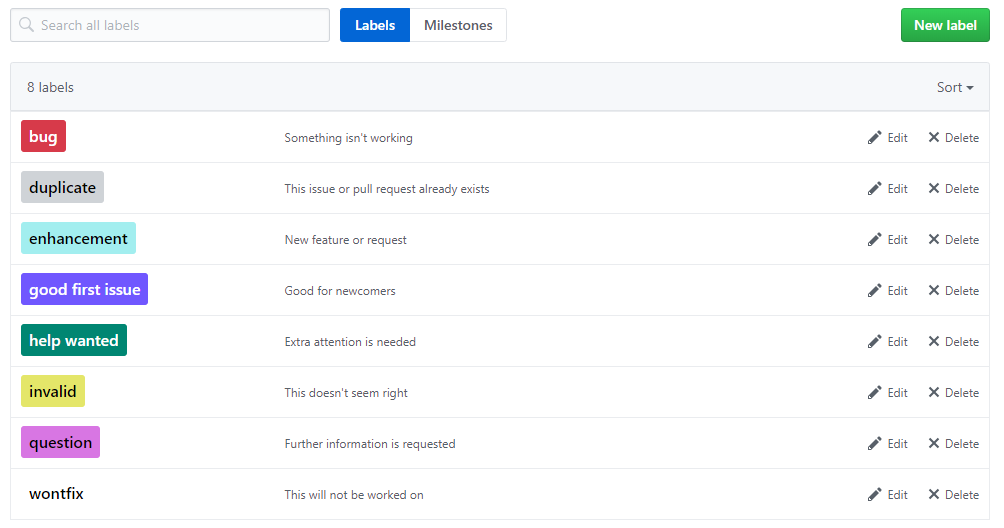 Search all labels Labels Milestones New label
8 labels Sort
bug Something isn't working Edit Delete
duplicate This issue or pull request already exists Edit Delete
enhancement New feature or request Edit Delete
good first issue Good for newcomers Edit Delete
help wanted Extra attention is needed Edit Delete
invalid This doesn't seem right Edit Delete
question Further information is requested Edit Delete
wontfix This will not be worked on Edit Delete